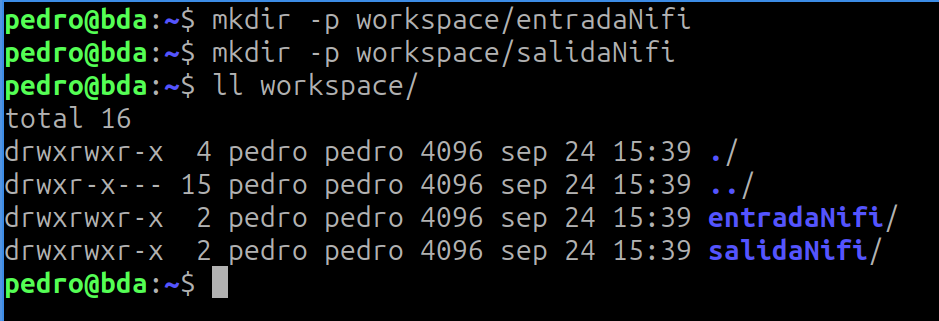 pedro@bda:~$ mkdir -p workspace/entradaNifi
pedro@bda:~$ mkdir -p workspace/salidaNifi
pedro@bda:~$ ll workspace/
total 16
drwxrwxr-x  4 pedro pedro 4096 sep 24 15:39 ./
drwxr-x--- 15 pedro pedro 4096 sep 24 15:39 ../
drwxrwxr-x  2 pedro pedro 4096 sep 24 15:39 entradaNifi/
drwxrwxr-x  2 pedro pedro 4096 sep 24 15:39 salidaNifi/
pedro@bda:~$